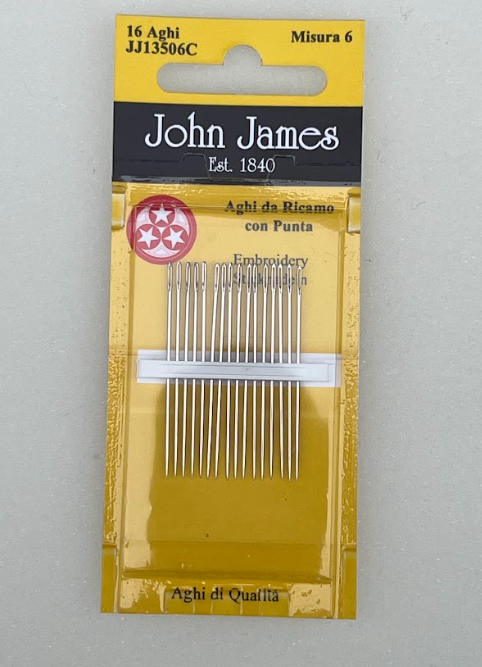 16 Aghi
JJ13506C
Misura 6
John James
Est. 1840
Aghi da Ricamo
con Punta
Embroidery
Aghi di Qualità